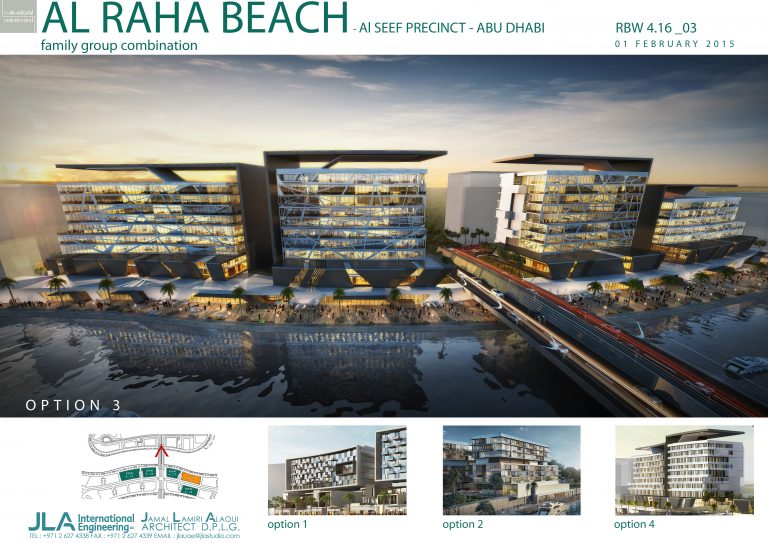 AL RAHA BEACH - Al SEEF PRECINCT - ABU DHABI
RBW 4.16 _03
family group combination
01 FEBRUARY 2015
OPTION 3
JLA International Engineering
JAMAL LAMIRI ALAOUI
ARCHITECT D.P.L.G.
TEL : +971 2 627 4338 FAX : +971 2 627 4339 EMAIL : jlauae@jlastudio.com
option 1
option 2
option 4